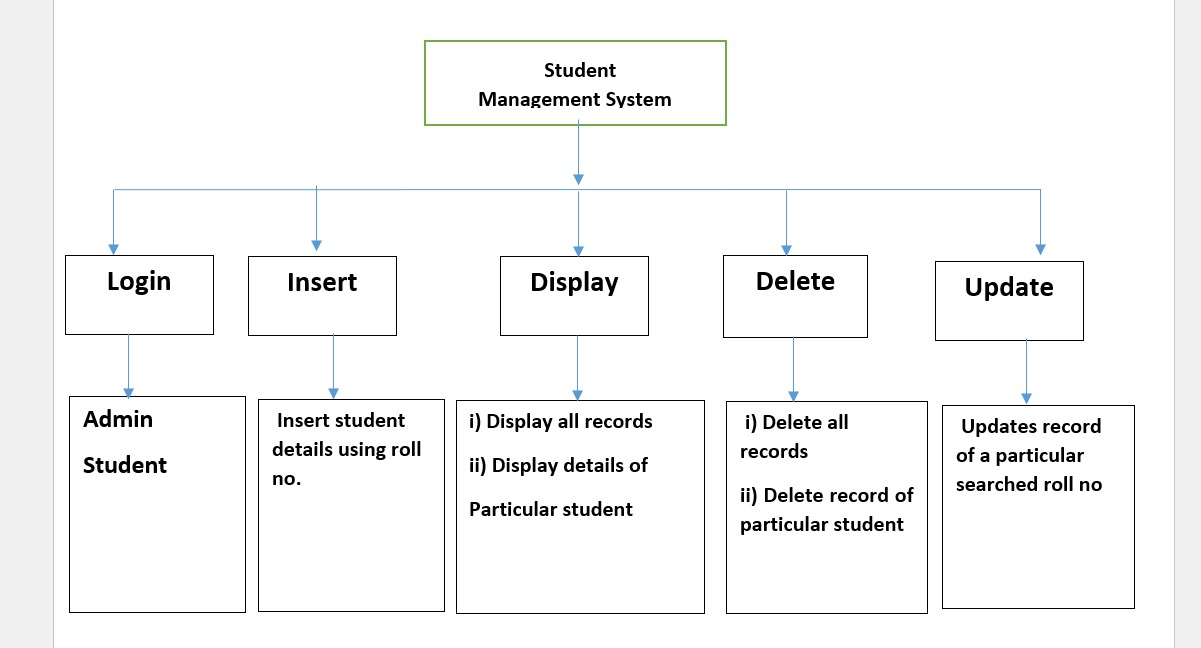 Student
Management System
Login
Insert
Display
Delete
Update
Admin
Student
Insert student
details using roll
no.
i) Display all records
ii) Display details of
Particular student
i) Delete all
records
ii) Delete record of
particular student
Updates record
of a particular
searched roll no